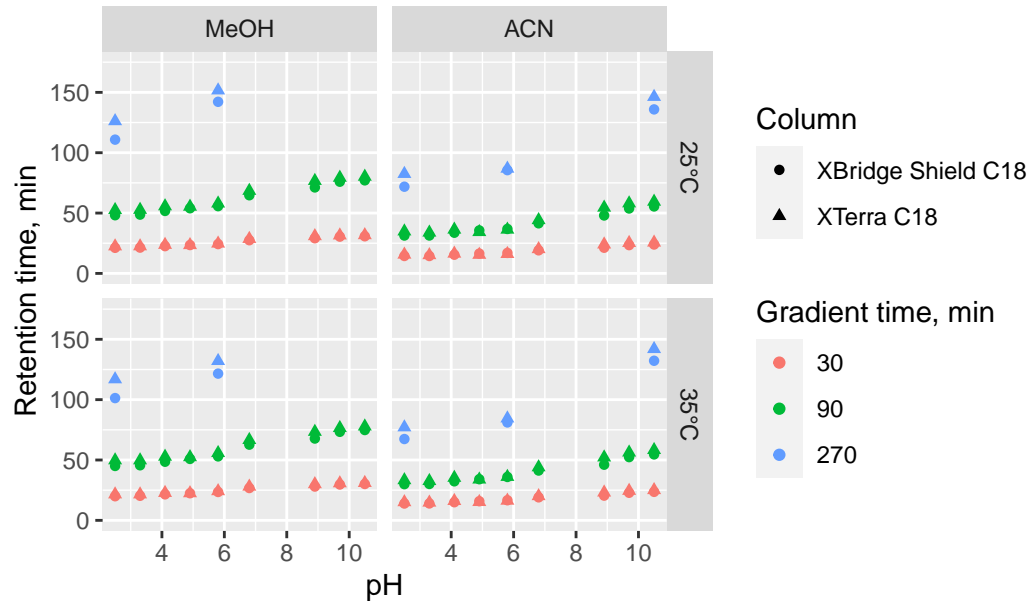 MeOH
ACN
150
100
50
0
25°C
150
100
50
0
35°C
4
6
8
10
4
6
8
10
Retention time, min
pH
Column
XBridge Shield C18
XTerra C18
Gradient time, min
30
90
270